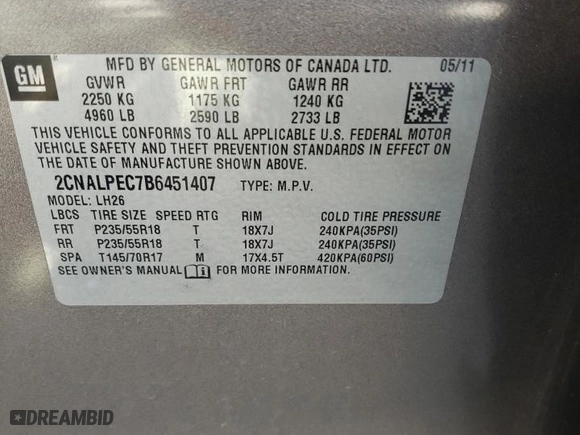 GM
MFD BY GENERAL MOTORS OF CANADA LTD. 05/11
GVWR GAWR FRT GAWR RR
2250 KG 1175 KG 1240 KG
4960 LB 2590 LB 2733 LB
THIS VEHICLE CONFORMS TO ALL APPLICABLE U.S. FEDERAL MOTOR
VEHICLE SAFETY AND THEFT PREVENTION STANDARDS IN EFFECT ON
THE DATE OF MANUFACTURE SHOWN ABOVE.
2CNALPEC7B6451407 TYPE: M.P.V.
MODEL: LH26
LBCS TIRE SIZE SPEED RTG RIM COLD TIRE PRESSURE
FRT P235/55R18 T 18X7J 240KPA(35PSI)
RR P235/55R18 T 18X7J 240KPA(35PSI)
SPA T145/70R17 M 17X4.5T 420KPA(60PSI)
SEE OWNER'S MANUAL FOR MORE INFORMATION.
DREAMBID